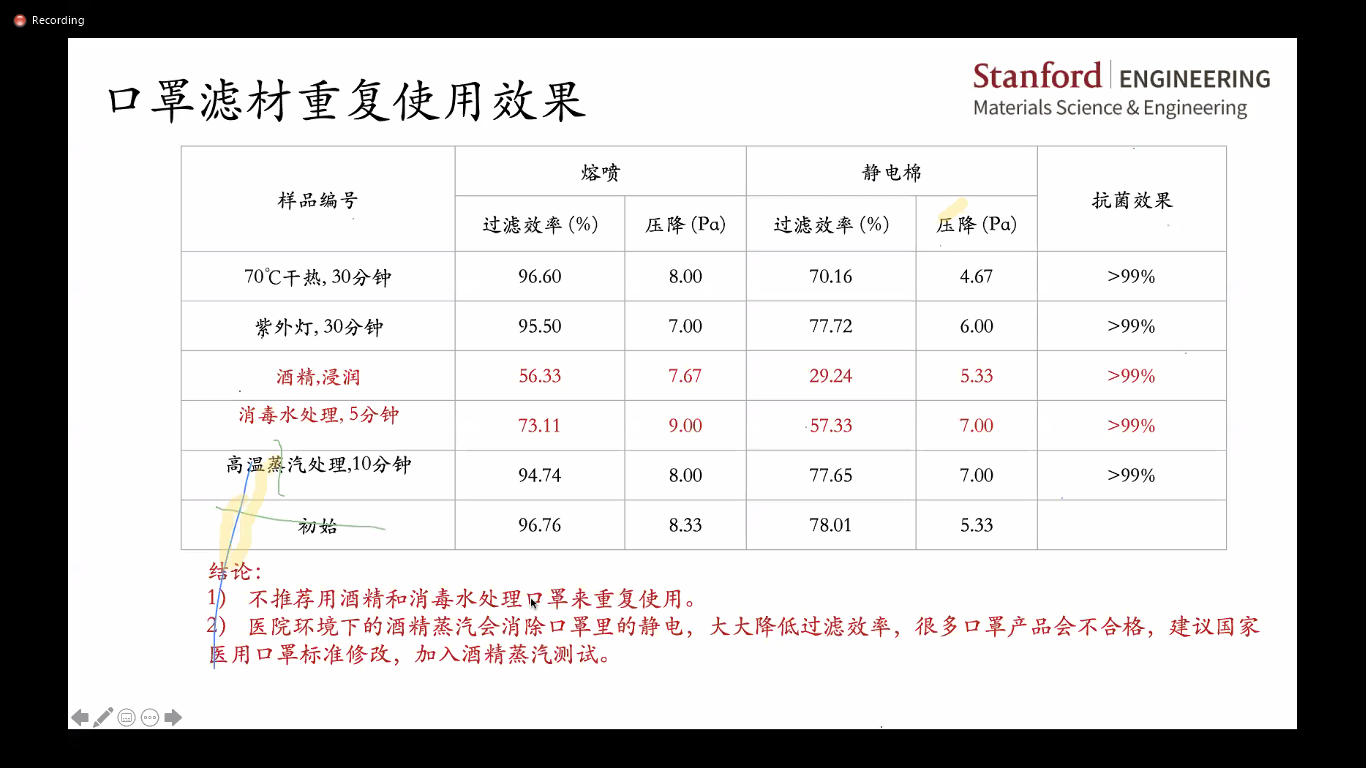 Recording
口罩滤材重复使用效果
Stanford ENGINEERING
Materials Science & Engineering
样品编号 熔喷 静电棉 抗菌效果
过滤效率 (%) 压降 (Pa) 过滤效率 (%) 压降 (Pa)
70℃干热, 30分钟 96.60 8.00 70.16 4.67 >99%
紫外灯, 30分钟 95.50 7.00 77.72 6.00 >99%
酒精,浸润 56.33 7.67 29.24 5.33 >99%
消毒水处理, 5分钟 73.11 9.00 57.33 7.00 >99%
高温蒸汽处理,10分钟 94.74 8.00 77.65 7.00 >99%
初始 96.76 8.33 78.01 5.33
结论:
1) 不推荐用酒精和消毒水处理口罩来重复使用。
2) 医院环境下的酒精蒸汽会消除口罩里的静电，大大降低过滤效率，很多口罩产品会不合格，建议国家
医用口罩标准修改，加入酒精蒸汽测试。